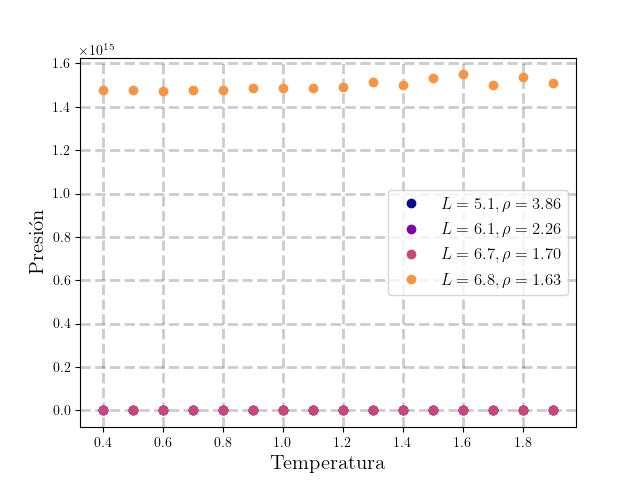 ×10¹⁵
1.6
1.4
1.2
1.0
0.8
0.6
0.4
0.2
0.0
Presión
L = 5.1, ρ = 3.86
L = 6.1, ρ = 2.26
L = 6.7, ρ = 1.70
L = 6.8, ρ = 1.63
0.4 0.6 0.8 1.0 1.2 1.4 1.6 1.8
Temperatura